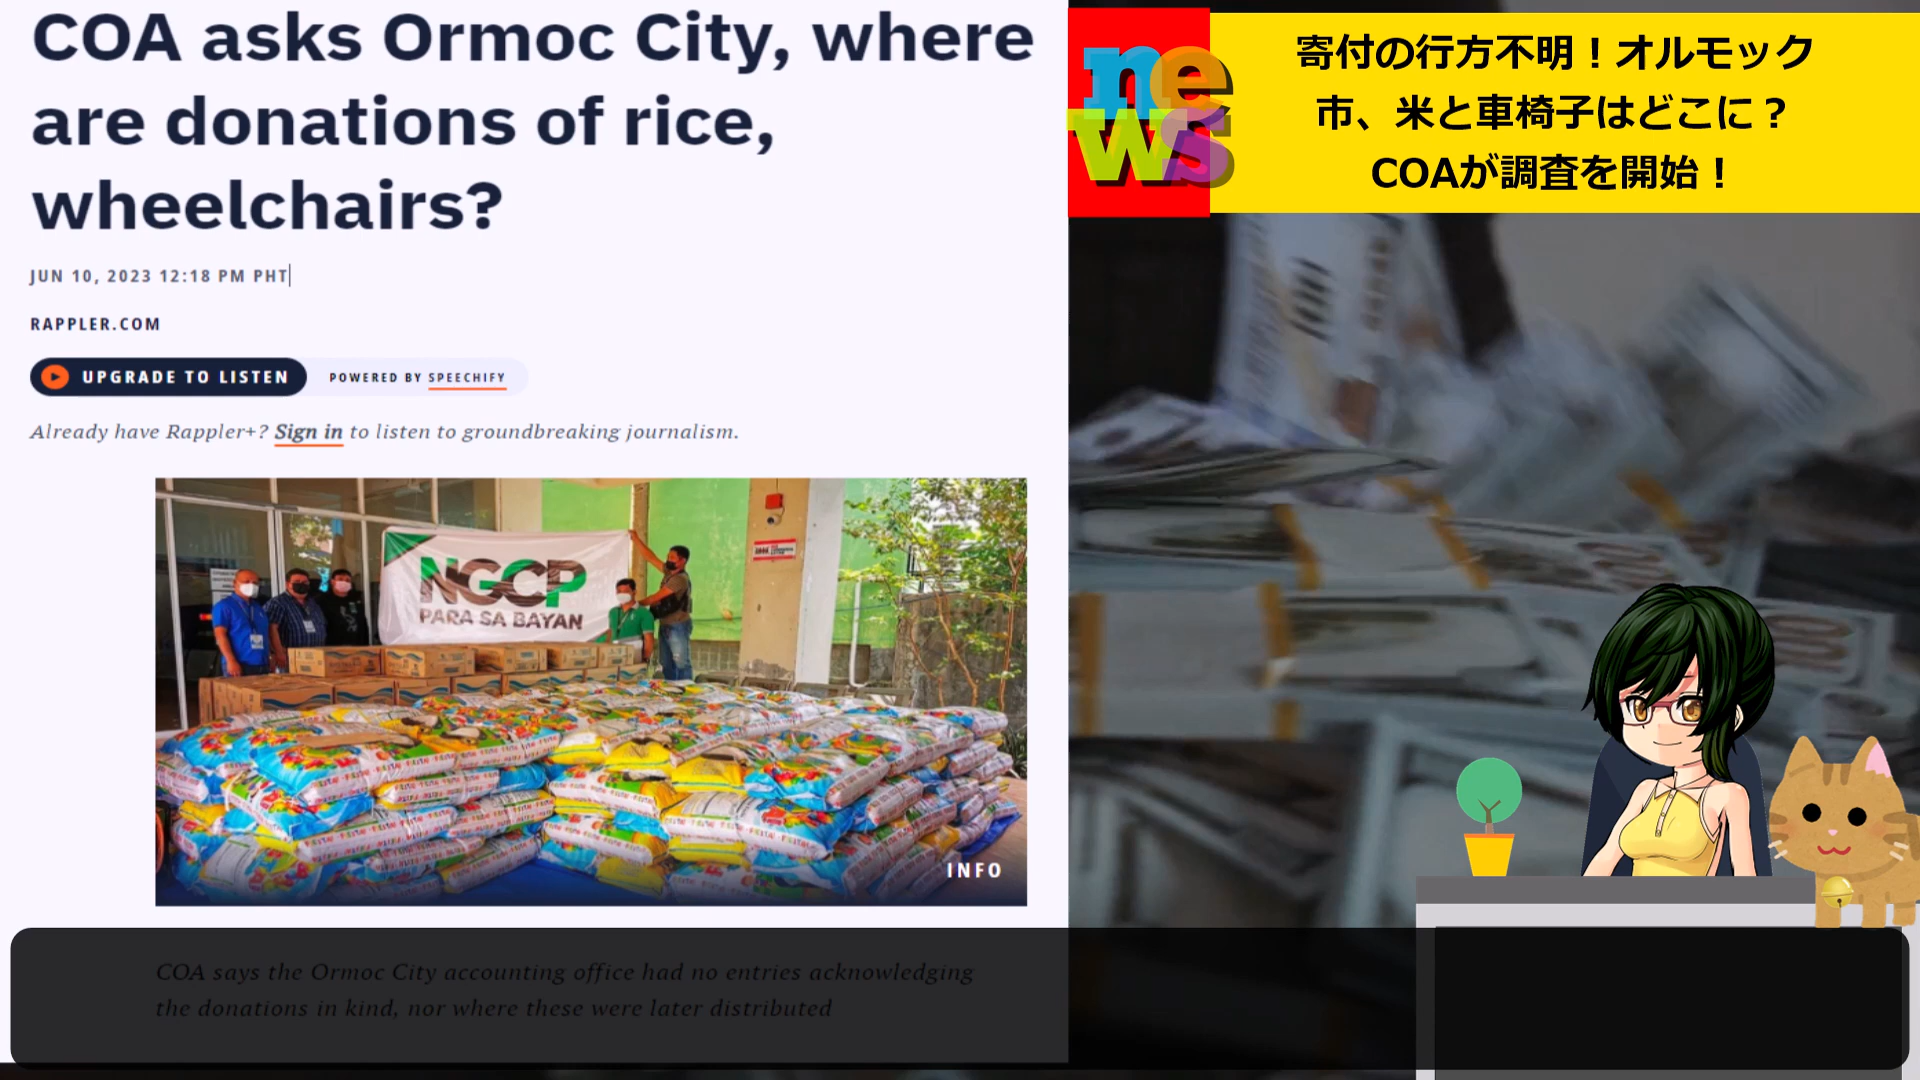 COA asks Ormoc City, where
are donations of rice,
wheelchairs?
JUN 10, 2023 12:18 PM PHT
RAPPLER.COM
UPGRADE TO LISTEN
POWERED BY SPEECHIFY
Already have Rappler+? Sign in to listen to groundbreaking journalism.
NGCP
PARA SA BAYAN
INFO
COA says the Ormoc City accounting office had no entries acknowledging
the donations in kind, nor where these were later distributed
news
寄付の行方不明！オルモック
市、米と車椅子はどこに？
COAが調査を開始！